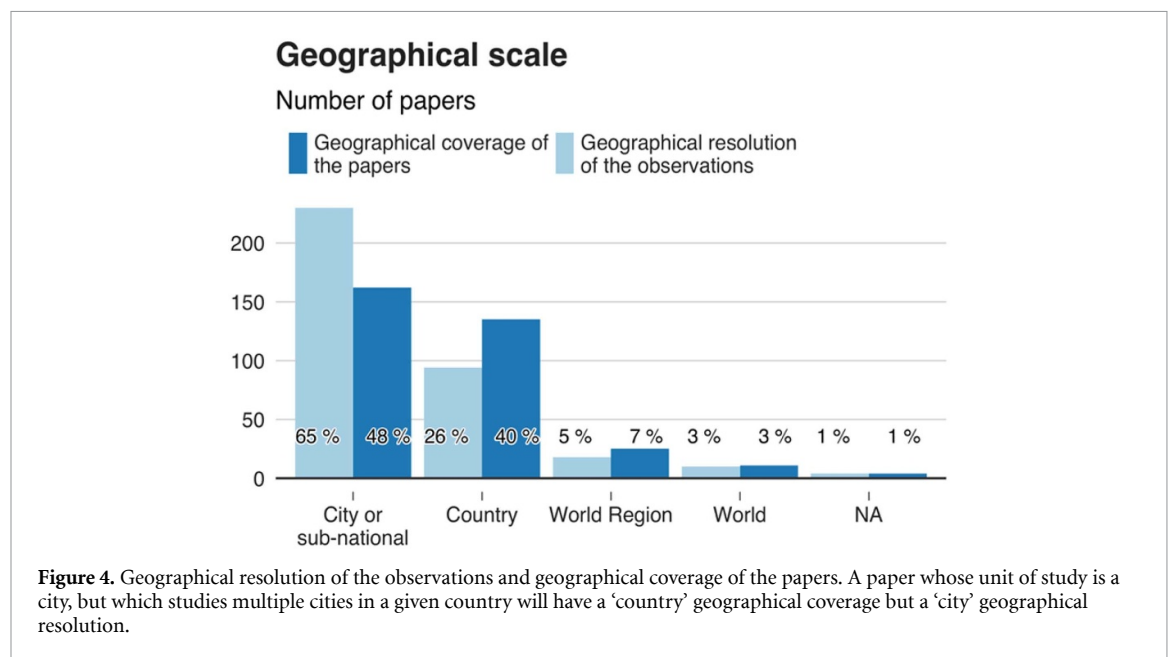 Geographical scale
Number of papers
Geographical coverage of
the papers
Geographical resolution
of the observations
200
150
100
50
0
65 % 48 % 26 % 40 % 5 % 7 % 3 % 3 % 1 % 1 %
City or
sub-national
Country
World Region
World
NA
Figure 4. Geographical resolution of the observations and geographical coverage of the papers. A paper whose unit of study is a
city, but which studies multiple cities in a given country will have a ‘country’ geographical coverage but a ‘city’ geographical
resolution.